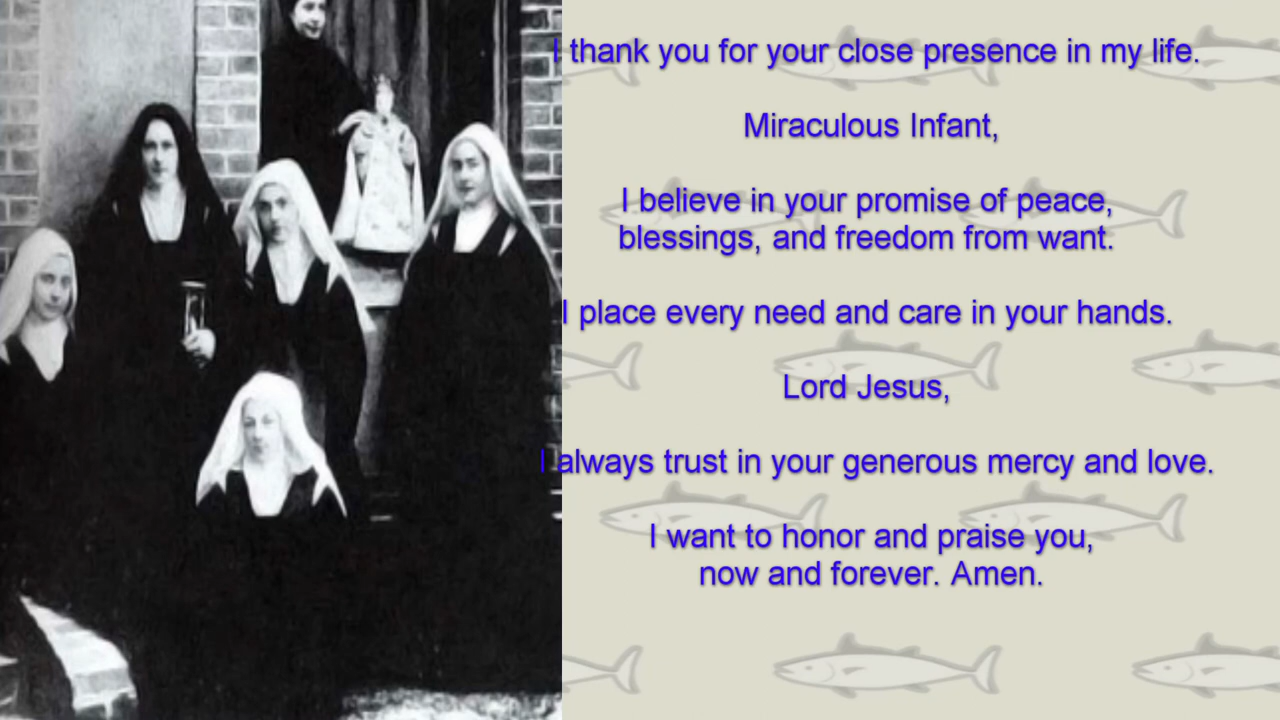 I thank you for your close presence in my life.
Miraculous Infant,
I believe in your promise of peace,
blessings, and freedom from want.
I place every need and care in your hands.
Lord Jesus,
I always trust in your generous mercy and love.
I want to honor and praise you,
now and forever. Amen.